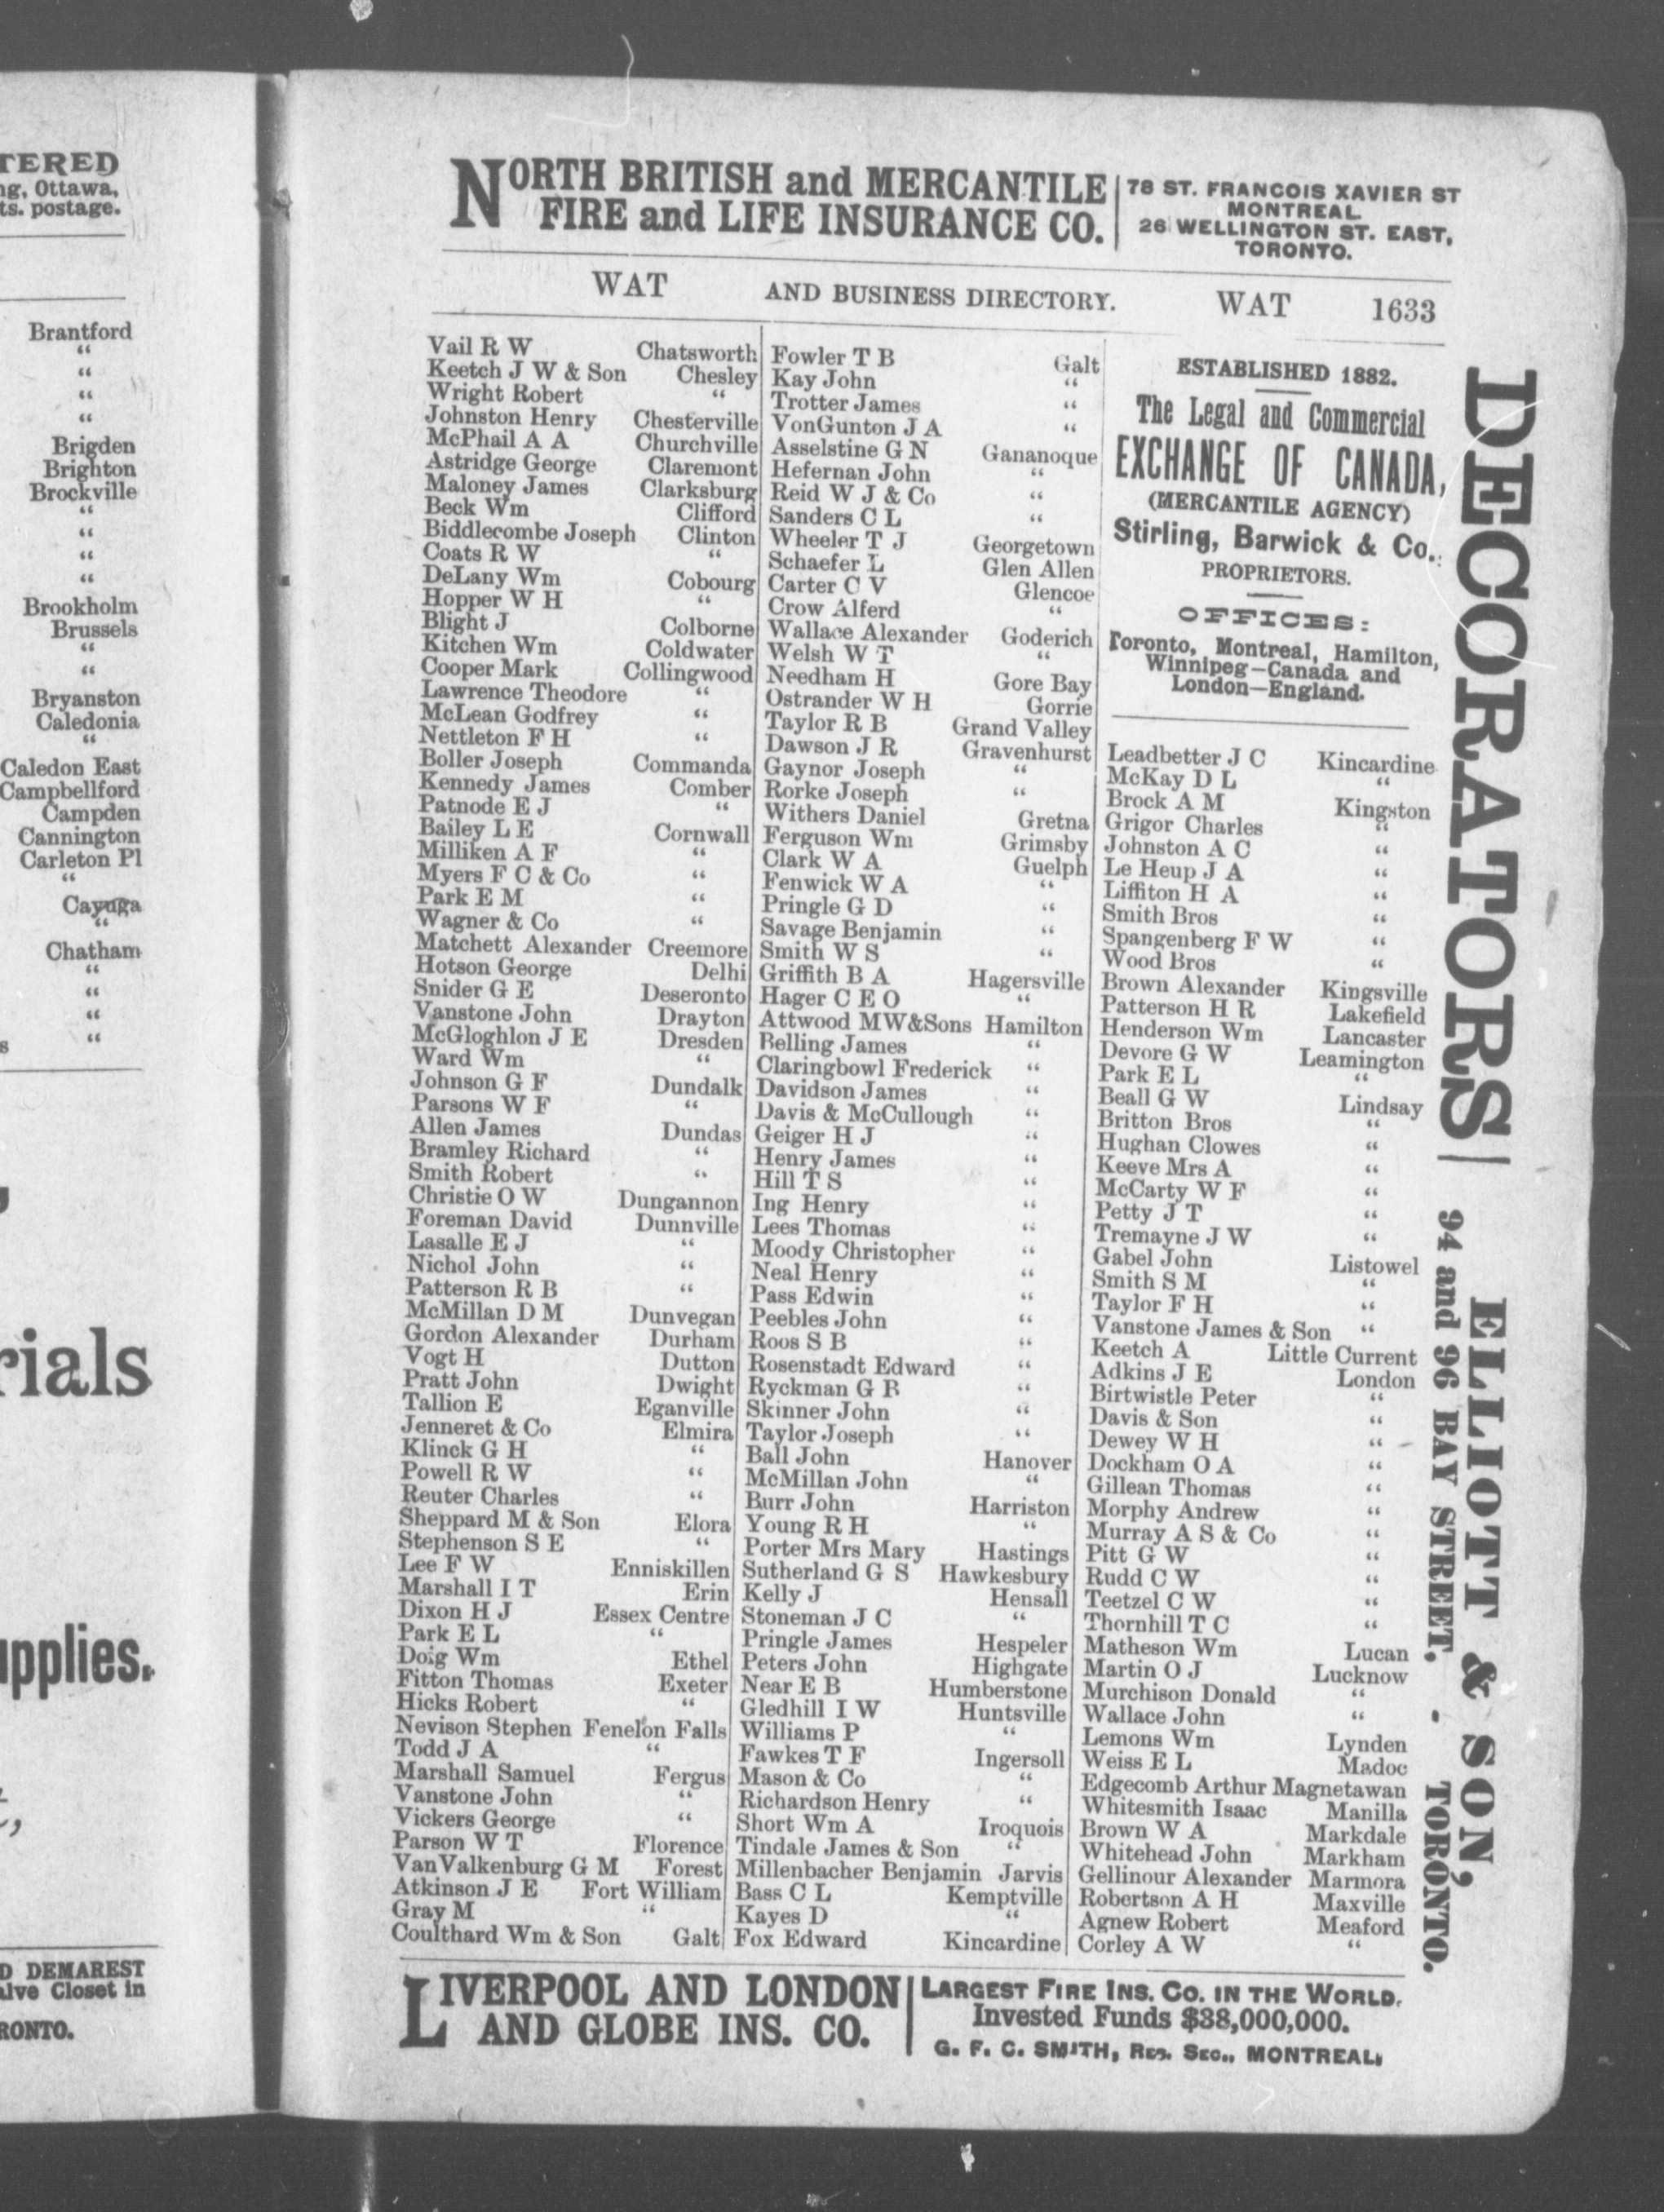 TERED
ng, Ottawa,
ts. postage.
Brantford
“
“
“
“
Brigden
Brighton
Brockville
“
“
“
“
Brookholm
Brussels
“
“
Bryanston
Caledonia
“
Caledon East
Campbellford
Campden
Cannington
Carleton Pl
“
Cayuga
“
Chatham
“
“
“
s “
rials
upplies.
t,
D DEMAREST
alve Closet in
RONTO.
NORTH BRITISH and MERCANTILE
FIRE and LIFE INSURANCE CO.
78 ST. FRANCOIS XAVIER ST
MONTREAL
26 WELLINGTON ST. EAST,
TORONTO.
WAT AND BUSINESS DIRECTORY. WAT 1633
Vail R W Chatsworth
Keetch J W & Son Chesley
Wright Robert “
Johnston Henry Chesterville
McPhail A A Churchville
Astridge George Claremont
Maloney James Clarksburg
Beck Wm Clifford
Biddlecombe Joseph Clinton
Coats R W “
DeLany Wm Cobourg
Hopper W H “
Blight J Colborne
Kitchen Wm Coldwater
Cooper Mark Collingwood
Lawrence Theodore “
McLean Godfrey “
Nettleton F H “
Boller Joseph Commanda
Kennedy James Comber
Patnode E J “
Bailey L E Cornwall
Milliken A F “
Myers F C & Co “
Park E M “
Wagner & Co “
Matchett Alexander Creemore
Hotson George Delhi
Snider G E Deseronto
Vanstone John Drayton
McGloghlon J E Dresden
Ward Wm “
Johnson G F Dundalk
Parsons W F “
Allen James Dundas
Bramley Richard “
Smith Robert “
Christie O W Dungannon
Foreman David Dunnville
Lasalle E J “
Nichol John “
Patterson R B “
McMillan D M Dunvegan
Gordon Alexander Durham
Vogt H Dutton
Pratt John Dwight
Tallion E Eganville
Jenneret & Co Elmira
Klinck G H “
Powell R W “
Reuter Charles “
Sheppard M & Son Elora
Stephenson S E “
Lee F W Enniskillen
Marshall I T Erin
Dixon H J Essex Centre
Park E L “
Doig Wm Ethel
Fitton Thomas Exeter
Hicks Robert “
Nevison Stephen Fenelon Falls
Todd J A “
Marshall Samuel Fergus
Vanstone John “
Vickers George “
Parson W T Florence
VanValkenburg G M Forest
Atkinson J E Fort William
Gray M “
Coulthard Wm & Son Galt
Fowler T B Galt
Kay John “
Trotter James “
VonGunton J A “
Asselstine G N Gananoque
Hefernan John “
Reid W J & Co “
Sanders C L “
Wheeler T J Georgetown
Schaefer L Glen Allen
Carter C V Glencoe
Crow Alferd “
Wallace Alexander Goderich
Welsh W T “
Needham H Gore Bay
Ostrander W H Gorrie
Taylor R B Grand Valley
Dawson J R Gravenhurst
Gaynor Joseph “
Rorke Joseph “
Withers Daniel Gretna
Ferguson Wm Grimsby
Clark W A Guelph
Fenwick W A “
Pringle G D “
Savage Benjamin “
Smith W S “
Griffith B A Hagersville
Hager C E O “
Attwood MW&Sons Hamilton
Belling James “
Claringbowl Frederick “
Davidson James “
Davis & McCullough “
Geiger H J “
Henry James “
Hill T S “
Ing Henry “
Lees Thomas “
Moody Christopher “
Neal Henry “
Pass Edwin “
Peebles John “
Roos S B “
Rosenstadt Edward “
Ryckman G B “
Skinner John “
Taylor Joseph “
Ball John Hanover
McMillan John “
Burr John Harriston
Young R H “
Porter Mrs Mary Hastings
Sutherland G S Hawkesbury
Kelly J Hensall
Stoneman J C “
Pringle James Hespeler
Peters John Highgate
Near E B Humberstone
Gledhill I W Huntsville
Williams P “
Fawkes T F Ingersoll
Mason & Co “
Richardson Henry “
Short Wm A Iroquois
Tindale James & Son “
Millenbacher Benjamin Jarvis
Bass C L Kemptville
Kayes D “
Fox Edward Kincardine
ESTABLISHED 1882.
The Legal and Commercial
EXCHANGE OF CANADA,
(MERCANTILE AGENCY)
Stirling, Barwick & Co.,
PROPRIETORS.
OFFICES:
Toronto, Montreal, Hamilton,
Winnipeg—Canada and
London—England.
Leadbetter J C Kincardine
McKay D L “
Brock A M Kingston
Grigor Charles “
Johnston A C “
Le Heup J A “
Liffiton H A “
Smith Bros “
Spangenberg F W “
Wood Bros “
Brown Alexander Kingsville
Patterson H R Lakefield
Henderson Wm Lancaster
Devore G W Leamington
Park E L “
Beall G W Lindsay
Britton Bros “
Hughan Clowes “
Keeve Mrs A “
McCarty W F “
Petty J T “
Tremayne J W “
Gabel John Listowel
Smith S M “
Taylor F H “
Vanstone James & Son “
Keetch A Little Current
Adkins J E London
Birtwistle Peter “
Davis & Son “
Dewey W H “
Dockham O A “
Gillean Thomas “
Morphy Andrew “
Murray A S & Co “
Pitt G W “
Rudd C W “
Teetzel C W “
Thornhill T C “
Matheson Wm Lucan
Martin O J Lucknow
Murchison Donald “
Wallace John “
Lemons Wm Lynden
Weiss E L Madoc
Edgecomb Arthur Magnetawan
Whitesmith Isaac Manilla
Brown W A Markdale
Whitehead John Markham
Gellinour Alexander Marmora
Robertson A H Maxville
Agnew Robert Meaford
Corley A W “
DECORATORS
ELLIOTT & SON,
94 and 96 BAY STREET, - TORONTO.
LIVERPOOL AND LONDON
AND GLOBE INS. CO.
LARGEST FIRE INS. CO. IN THE WORLD.
Invested Funds $38,000,000.
G. F. C. SMITH, RES. SEC., MONTREAL,